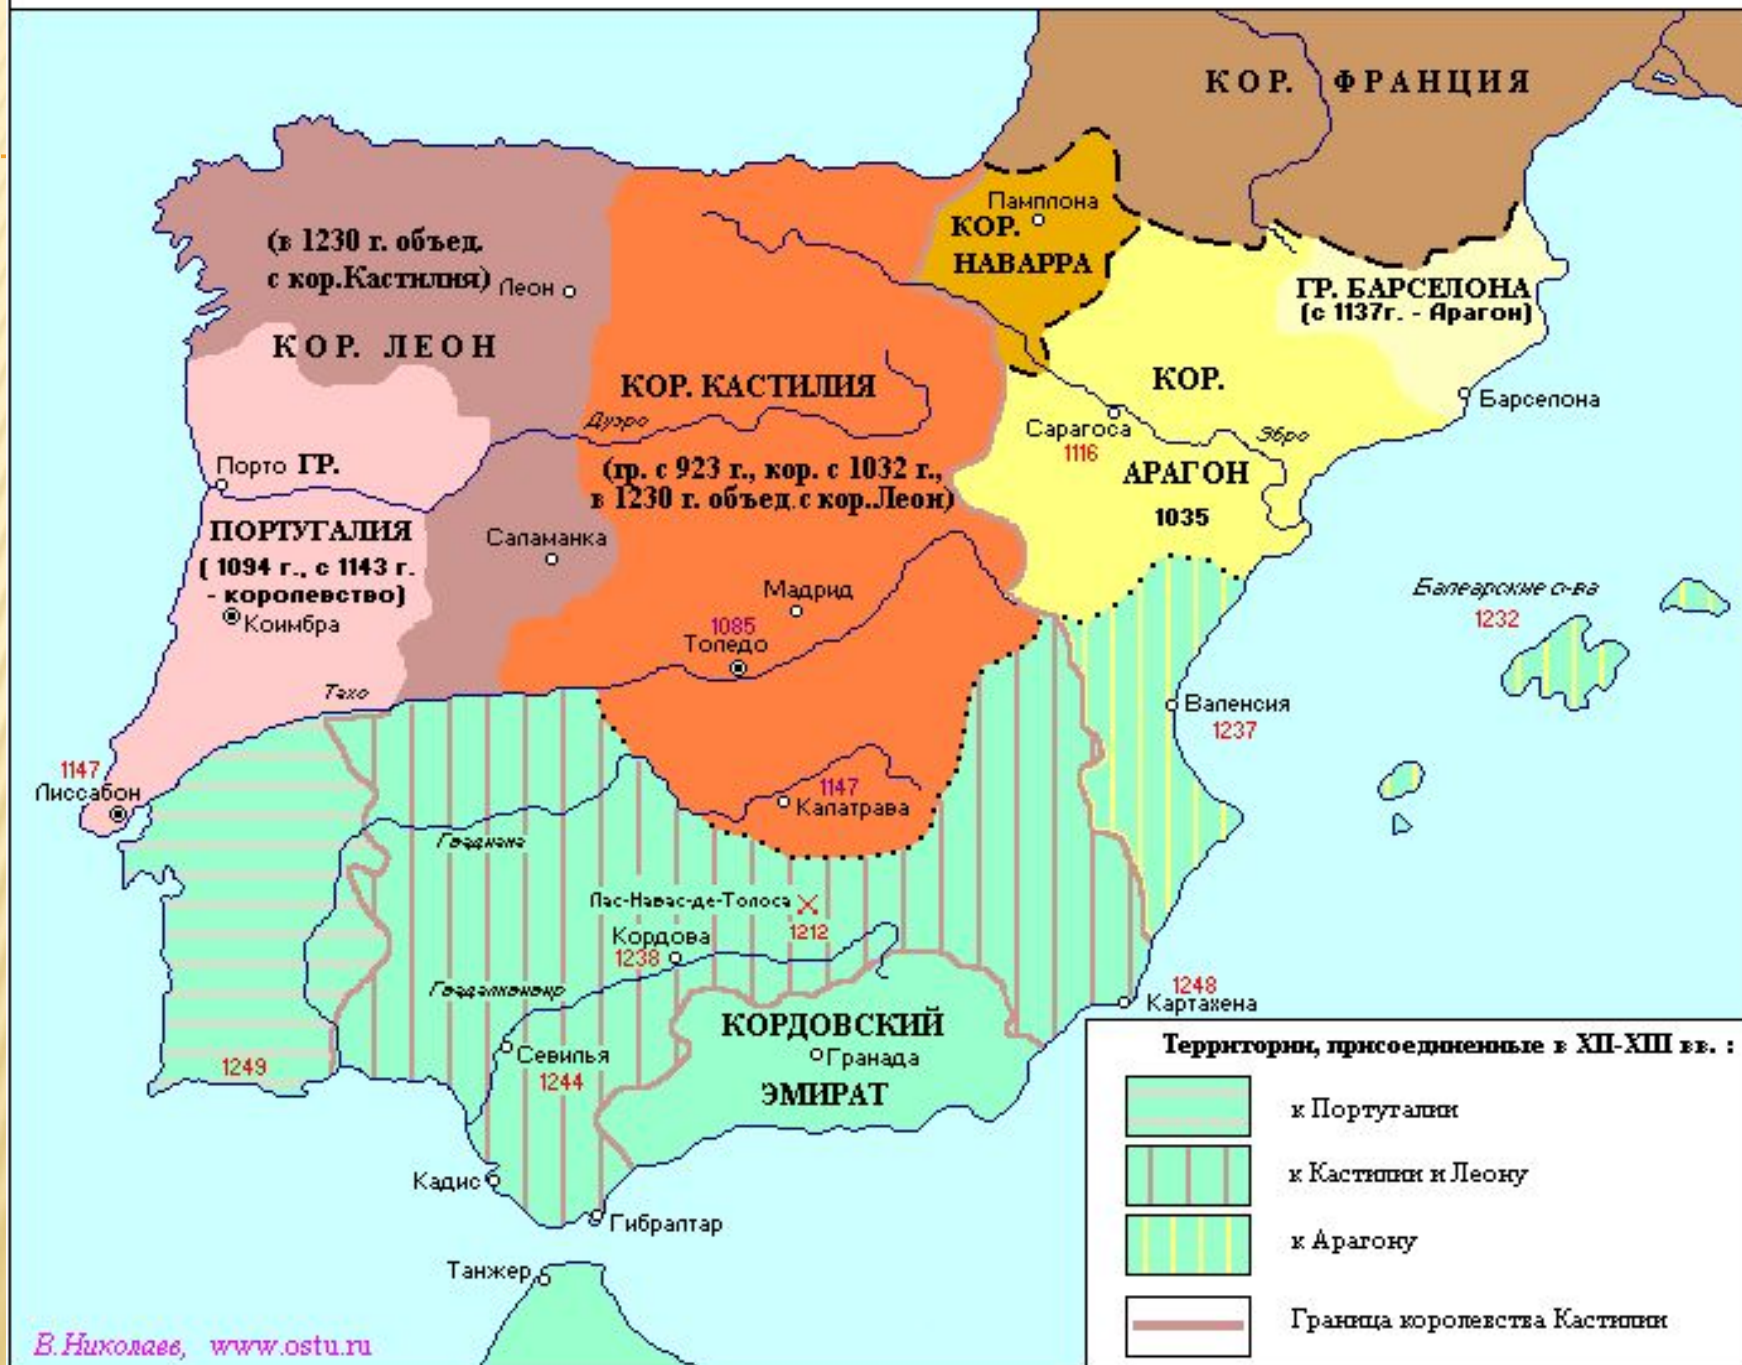 КОР. ФРАНЦИЯ
Памплона
КОР.
НАВАРРА
(в 1230 г. объед.
с кор.Кастилия)
Леон
КОР. ЛЕОН
ГР. БАРСЕЛОНА
(с 1137г. - Арагон)
КОР. КАСТИЛИЯ
КОР.
Барселона
Дуэро
Сарагоса
1116
Эбро
АРАГОН
1035
Порто ГР.
ПОРТУГАЛИЯ
( 1094 г., с 1143 г.
- королевство)
Коимбра
(гр. с 923 г., кор. с 1032 г.,
в 1230 г. объед. с кор..Леон)
Саламанка
Мадрид
1085
Толедо
Балеарские о-ва
1232
Тахо
Валенсия
1237
1147
Лиссабон
1147
Калатрава
Гвадиана
Лас-Навас-де-Толоса
1212
Кордова
1238
Гвадалквивир
1248
Картахена
КОРДОВСКИЙ
Гранада
ЭМИРАТ
Севилья
1244
1249
Кадис
Гибралтар
Танжер
Территории, присоединенные в XII-XIII вв. :
к Португалии
к Кастилии и Леону
к Арагону
Граница королевства Кастилии
В.Николаев, www.ostu.ru